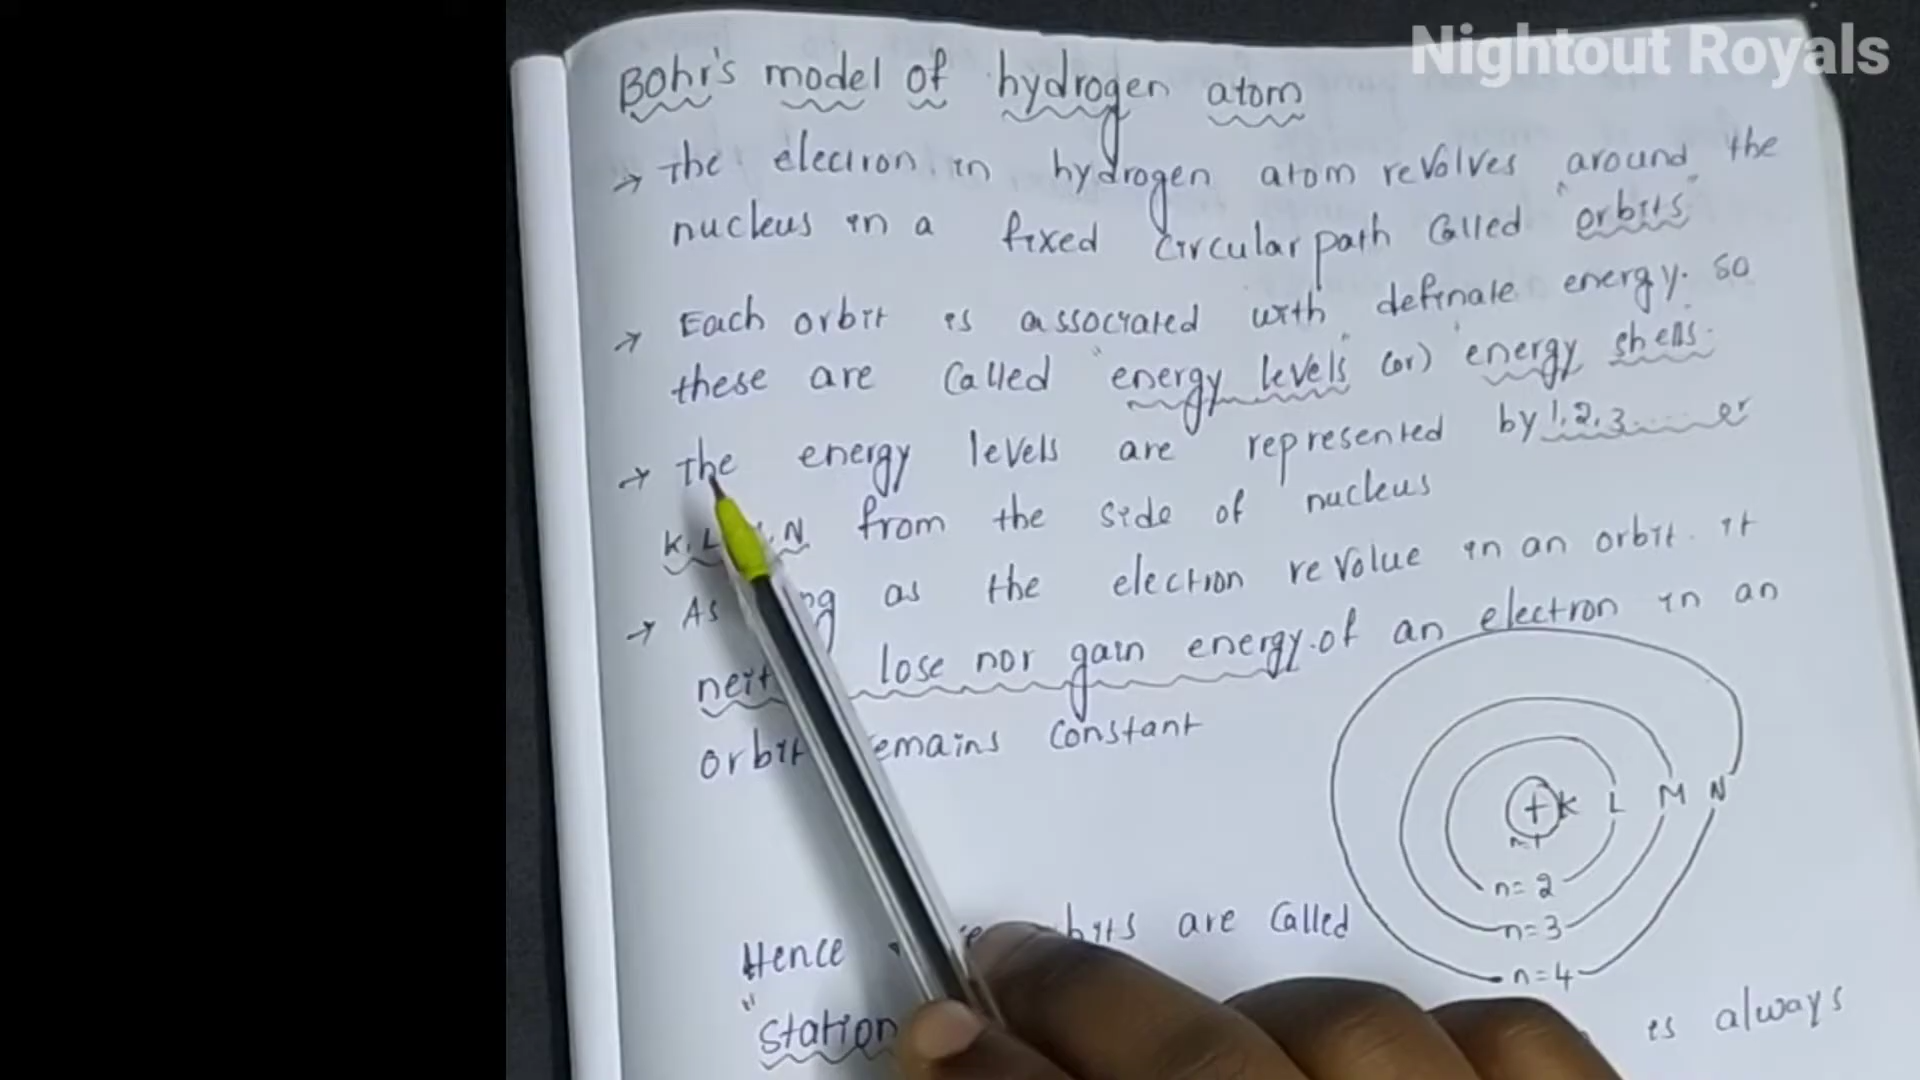 Nightout Royals
Bohr's model of hydrogen atom
→ The electron in hydrogen atom revolves around the
nucleus in a fixed circular path called "orbits"
→ Each orbit is associated with definate energy. so
these are called "energy levels" (or) "energy shells".
→ The energy levels are represented by 1, 2, 3...... or
K, L, N from the side of nucleus
→ As as the electron revolue in an orbit. it
lose nor gain energy. of an electron in an
orbit remains constant
+ K L M N
n=1
n=2
n=3
n=4
Hence orbits are called
is always